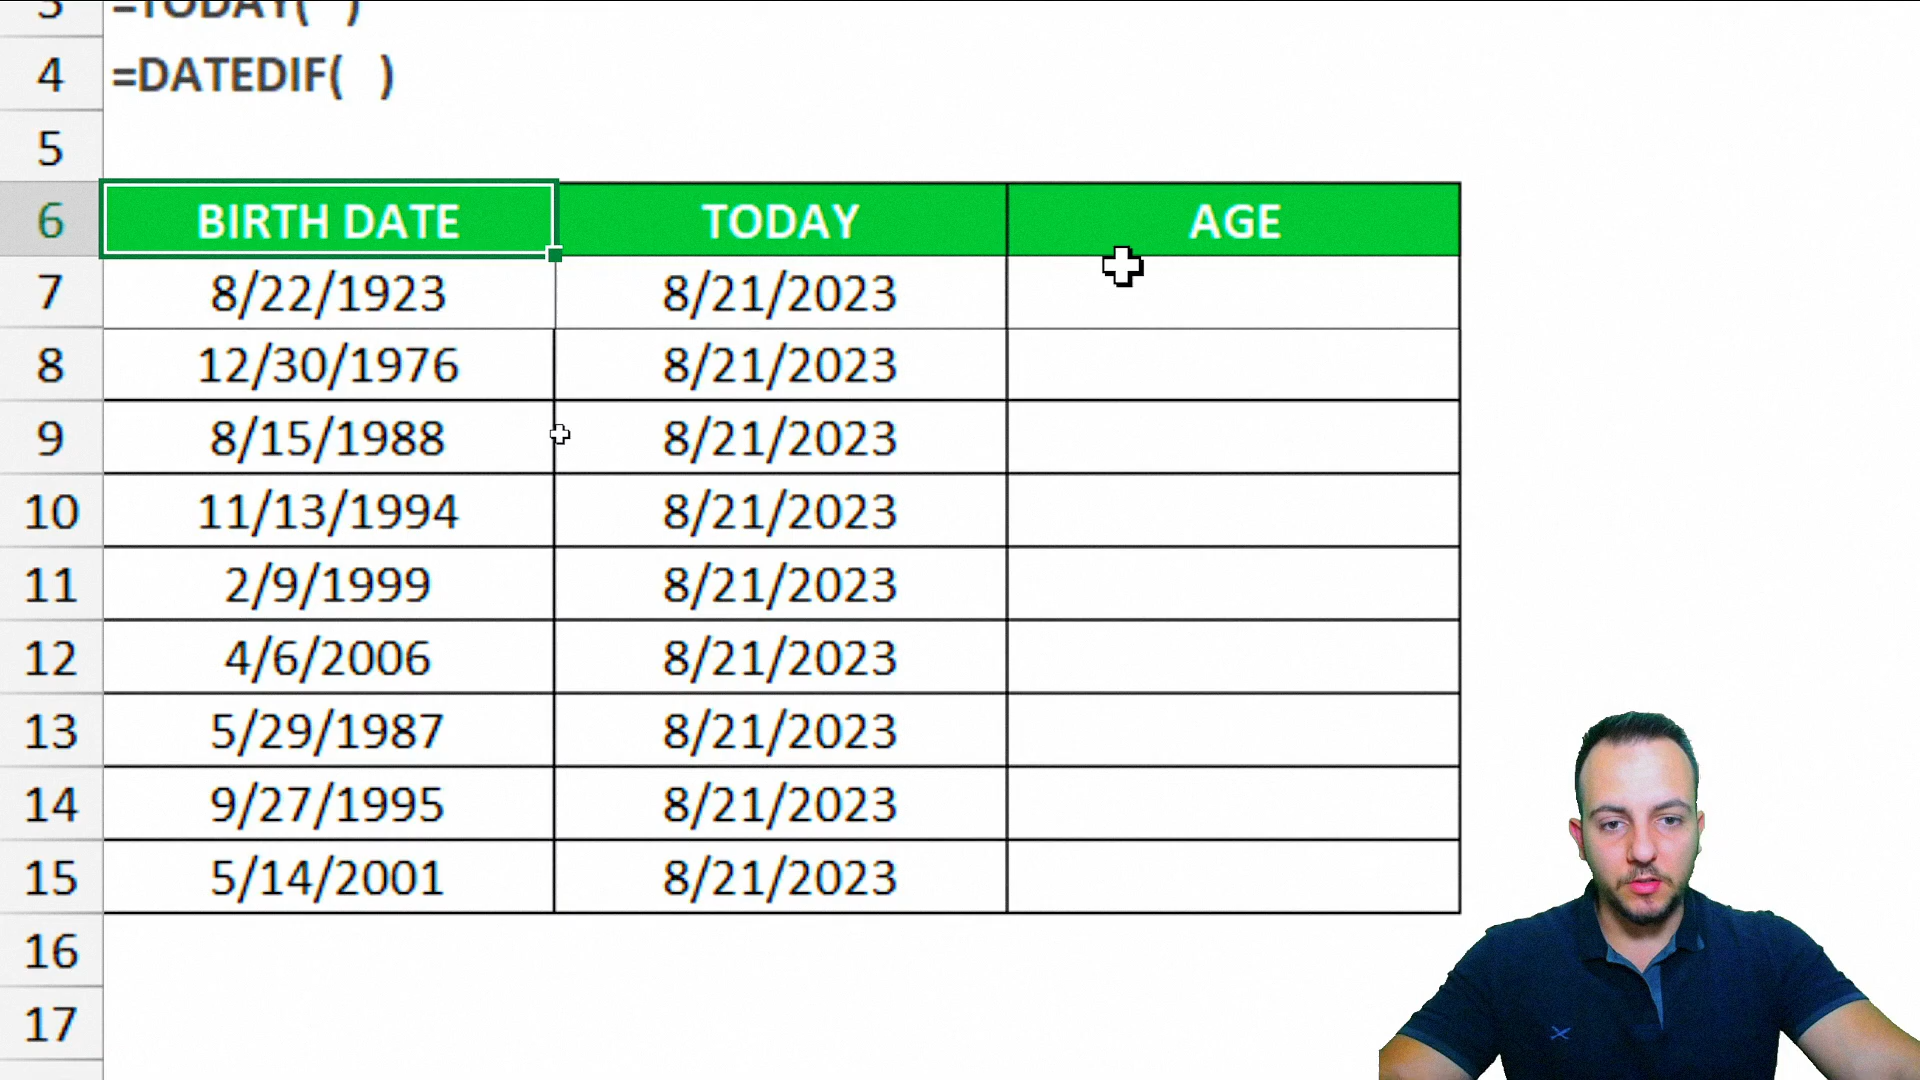 3 =TODAY( )
4 =DATEDIF( )
5
6 BIRTH DATE TODAY AGE
7 8/22/1923 8/21/2023
8 12/30/1976 8/21/2023
9 8/15/1988 8/21/2023
10 11/13/1994 8/21/2023
11 2/9/1999 8/21/2023
12 4/6/2006 8/21/2023
13 5/29/1987 8/21/2023
14 9/27/1995 8/21/2023
15 5/14/2001 8/21/2023
16
17